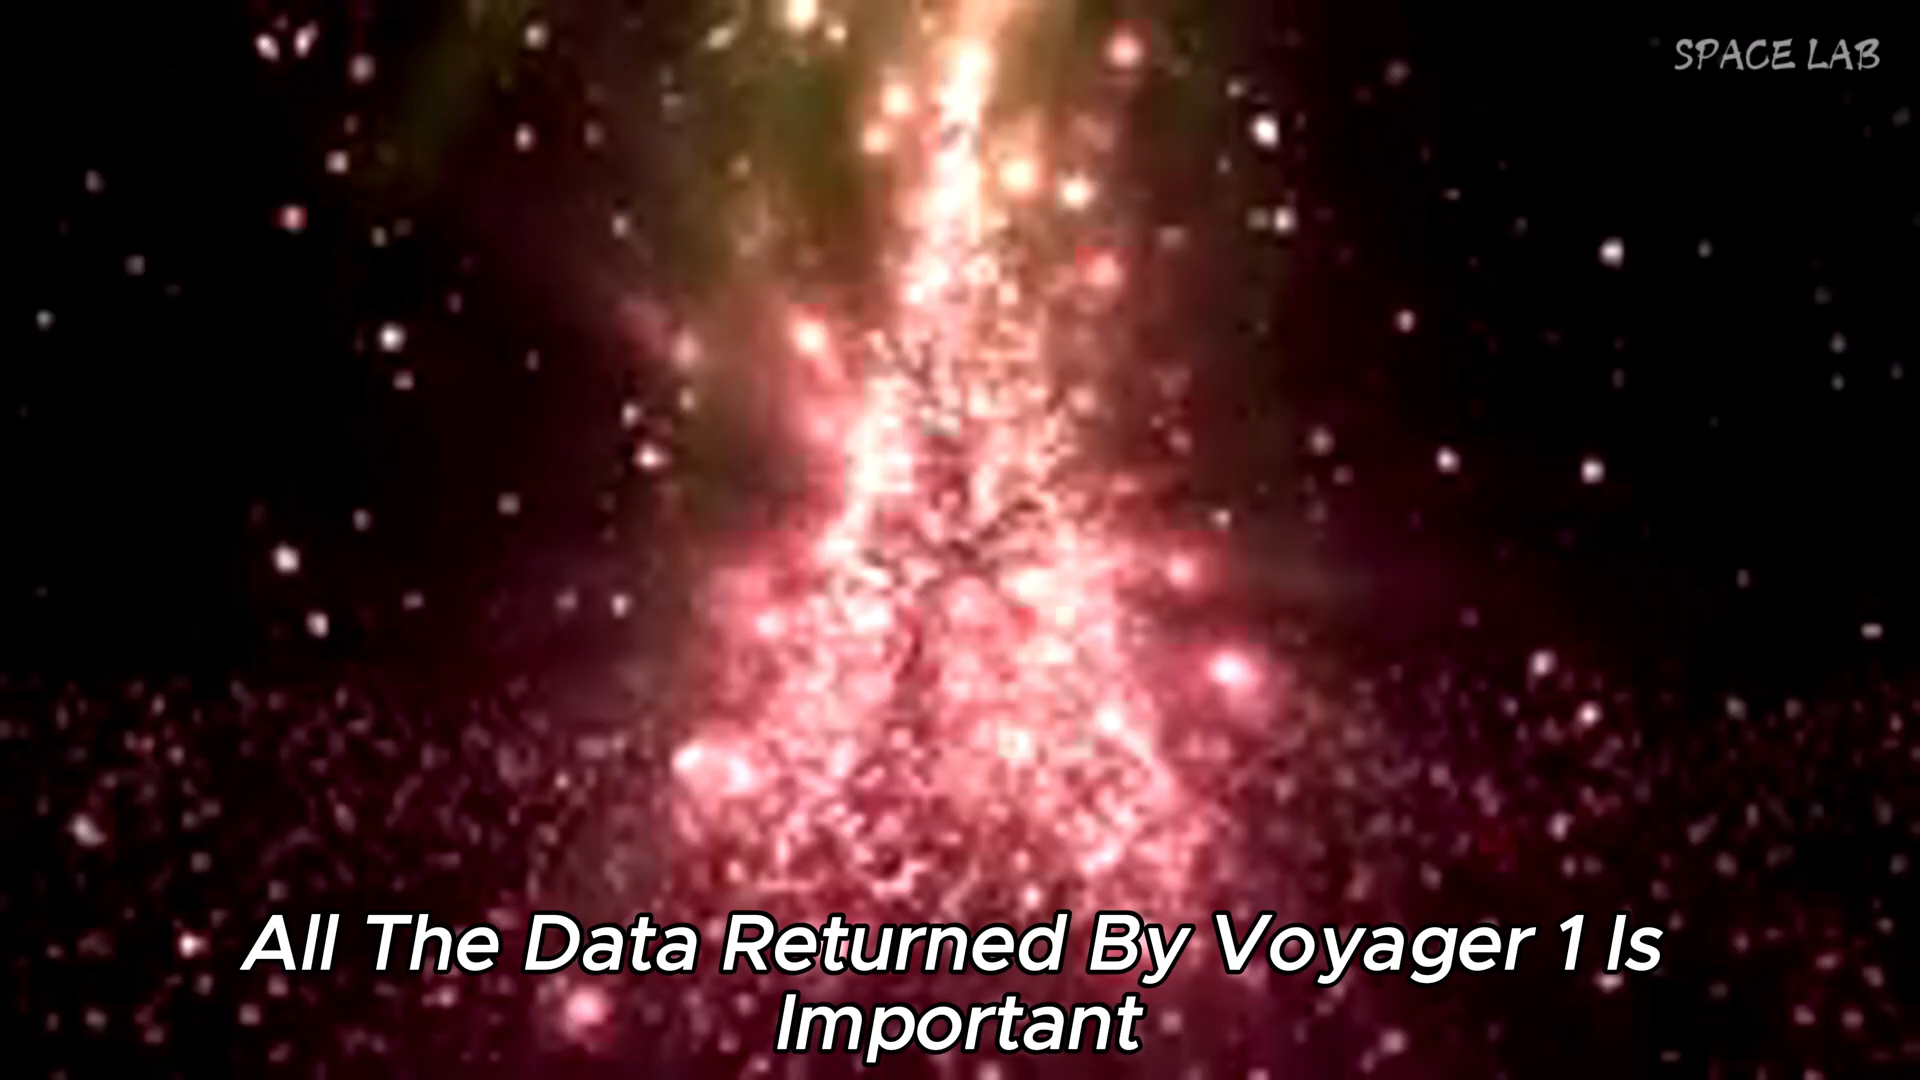 SPACE LAB
All The Data Returned By Voyager 1 Is
Important